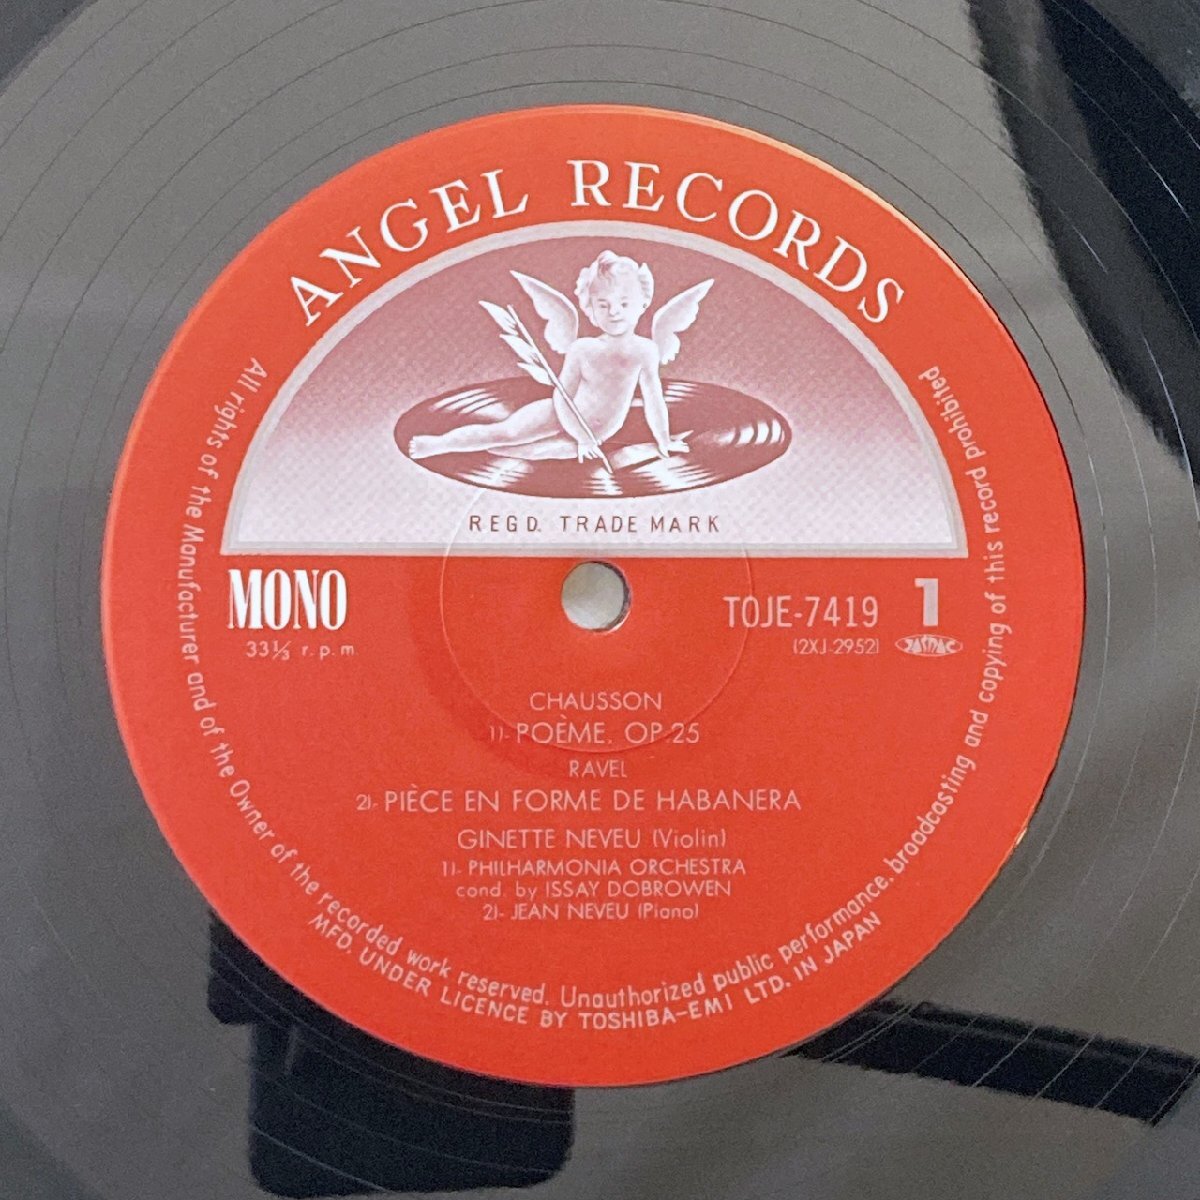 ANGEL RECORDS
REGD. TRADE MARK
MONO
33⅓ r.p.m
TOJE-7419 1
(2XJ-2952) JASRAC
CHAUSSON
1)- POÈME, OP.25
RAVEL
2)- PIÈCE EN FORME DE HABANERA
GINETTE NEVEU (Violin)
1)- PHILHARMONIA ORCHESTRA
cond. by ISSAY DOBROWEN
2)- JEAN NEVEU (Piano)
All rights of the Manufacturer and of the Owner of the recorded work reserved. Unauthorized public performance, broadcasting and copying of this record prohibited
MFD. UNDER LICENCE BY TOSHIBA-EMI LTD. IN JAPAN